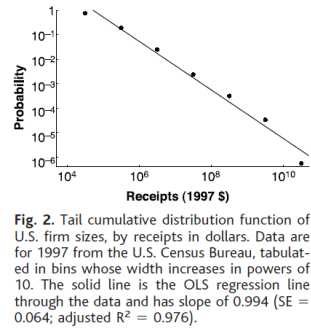 1
10-1
10-2
10-3
10-4
10-5
10-6
Probability
104 106 108 1010
Receipts (1997 $)
Fig. 2. Tail cumulative distribution function of
U.S. firm sizes, by receipts in dollars. Data are
for 1997 from the U.S. Census Bureau, tabulat-
ed in bins whose width increases in powers of
10. The solid line is the OLS regression line
through the data and has slope of 0.994 (SE =
0.064; adjusted R² = 0.976).